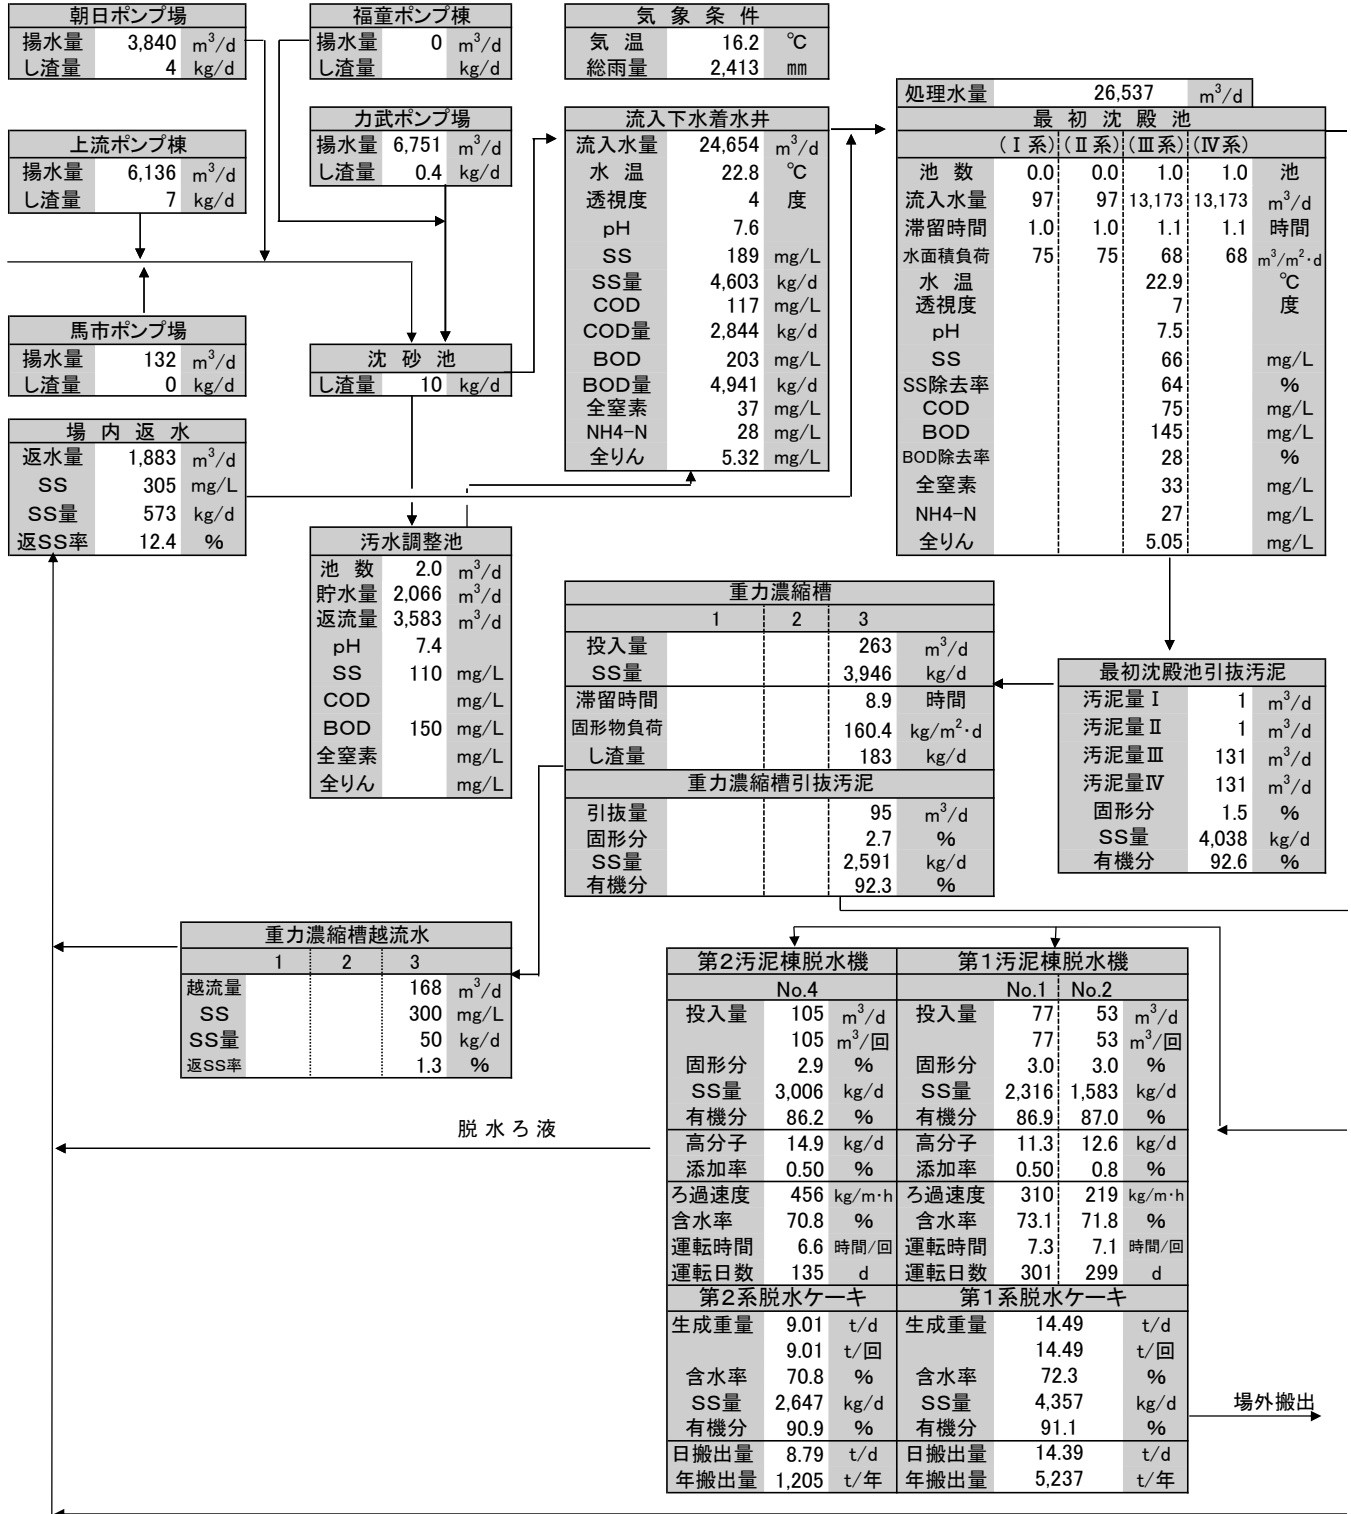 朝日ポンプ場
揚水量 3,840 m³/d
し渣量 4 kg/d
福童ポンプ棟
揚水量 0 m³/d
し渣量 kg/d
気 象 条 件
気 温 16.2 ℃
総雨量 2,413 mm
上流ポンプ棟
揚水量 6,136 m³/d
し渣量 7 kg/d
力武ポンプ場
揚水量 6,751 m³/d
し渣量 0.4 kg/d
馬市ポンプ場
揚水量 132 m³/d
し渣量 0 kg/d
沈 砂 池
し渣量 10 kg/d
流入下水着水井
流入水量 24,654 m³/d
水 温 22.8 ℃
透視度 4 度
pH 7.6
SS 189 mg/L
SS量 4,603 kg/d
COD 117 mg/L
COD量 2,844 kg/d
BOD 203 mg/L
BOD量 4,941 kg/d
全窒素 37 mg/L
NH4-N 28 mg/L
全りん 5.32 mg/L
処理水量 26,537 m³/d
最 初 沈 殿 池
(Ⅰ系) (Ⅱ系) (Ⅲ系) (Ⅳ系)
池 数 0.0 0.0 1.0 1.0 池
流入水量 97 97 13,173 13,173 m³/d
滞留時間 1.0 1.0 1.1 1.1 時間
水面積負荷 75 75 68 68 m³/m²・d
水 温 22.9 ℃
透視度 7 度
pH 7.5
SS 66 mg/L
SS除去率 64 %
COD 75 mg/L
BOD 145 mg/L
BOD除去率 28 %
全窒素 33 mg/L
NH4-N 27 mg/L
全りん 5.05 mg/L
場 内 返 水
返水量 1,883 m³/d
SS 305 mg/L
SS量 573 kg/d
返SS率 12.4 %
汚水調整池
池 数 2.0 m³/d
貯水量 2,066 m³/d
返流量 3,583 m³/d
pH 7.4
SS 110 mg/L
COD mg/L
BOD 150 mg/L
全窒素 mg/L
全りん mg/L
重力濃縮槽
1 2 3
投入量 263 m³/d
SS量 3,946 kg/d
滞留時間 8.9 時間
固形物負荷 160.4 kg/m²・d
し渣量 183 kg/d
重力濃縮槽引抜汚泥
引抜量 95 m³/d
固形分 2.7 %
SS量 2,591 kg/d
有機分 92.3 %
最初沈殿池引抜汚泥
汚泥量Ⅰ 1 m³/d
汚泥量Ⅱ 1 m³/d
汚泥量Ⅲ 131 m³/d
汚泥量Ⅳ 131 m³/d
固形分 1.5 %
SS量 4,038 kg/d
有機分 92.6 %
重力濃縮槽越流水
1 2 3
越流量 168 m³/d
SS 300 mg/L
SS量 50 kg/d
返SS率 1.3 %
脱水ろ液
第2汚泥棟脱水機 第1汚泥棟脱水機
No.4 No.1 No.2
投入量 105 m³/d 投入量 77 53 m³/d
105 m³/回 77 53 m³/回
固形分 2.9 % 固形分 3.0 3.0 %
SS量 3,006 kg/d SS量 2,316 1,583 kg/d
有機分 86.2 % 有機分 86.9 87.0 %
高分子 14.9 kg/d 高分子 11.3 12.6 kg/d
添加率 0.50 % 添加率 0.50 0.8 %
ろ過速度 456 kg/m・h ろ過速度 310 219 kg/m・h
含水率 70.8 % 含水率 73.1 71.8 %
運転時間 6.6 時間/回 運転時間 7.3 7.1 時間/回
運転日数 135 d 運転日数 301 299 d
第2系脱水ケーキ 第1系脱水ケーキ
生成重量 9.01 t/d 生成重量 14.49 t/d
9.01 t/回 14.49 t/回
含水率 70.8 % 含水率 72.3 %
SS量 2,647 kg/d SS量 4,357 kg/d
有機分 90.9 % 有機分 91.1 %
日搬出量 8.79 t/d 日搬出量 14.39 t/d
年搬出量 1,205 t/年 年搬出量 5,237 t/年
場外搬出